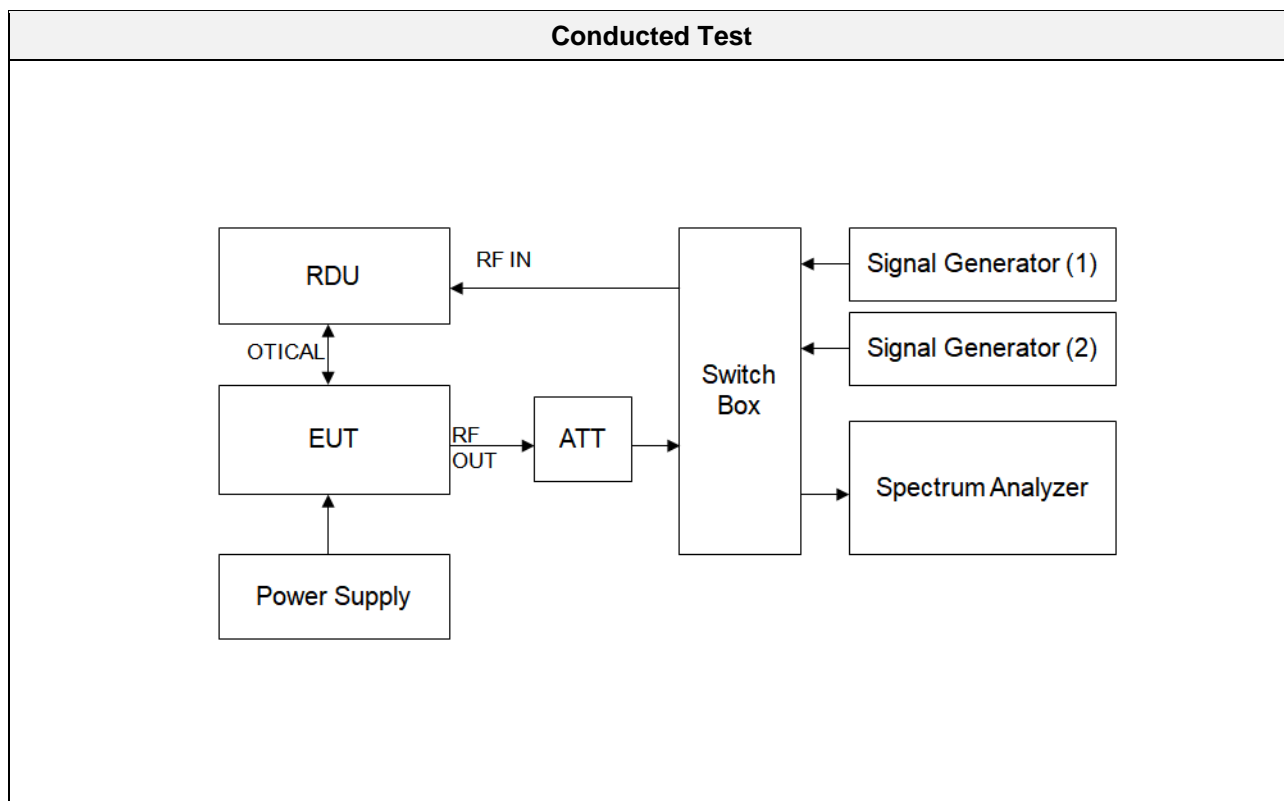 Conducted Test
RDU
RF IN
Signal Generator (1)
OTICAL
Signal Generator (2)
Switch
Box
EUT
RF
OUT
ATT
Spectrum Analyzer
Power Supply